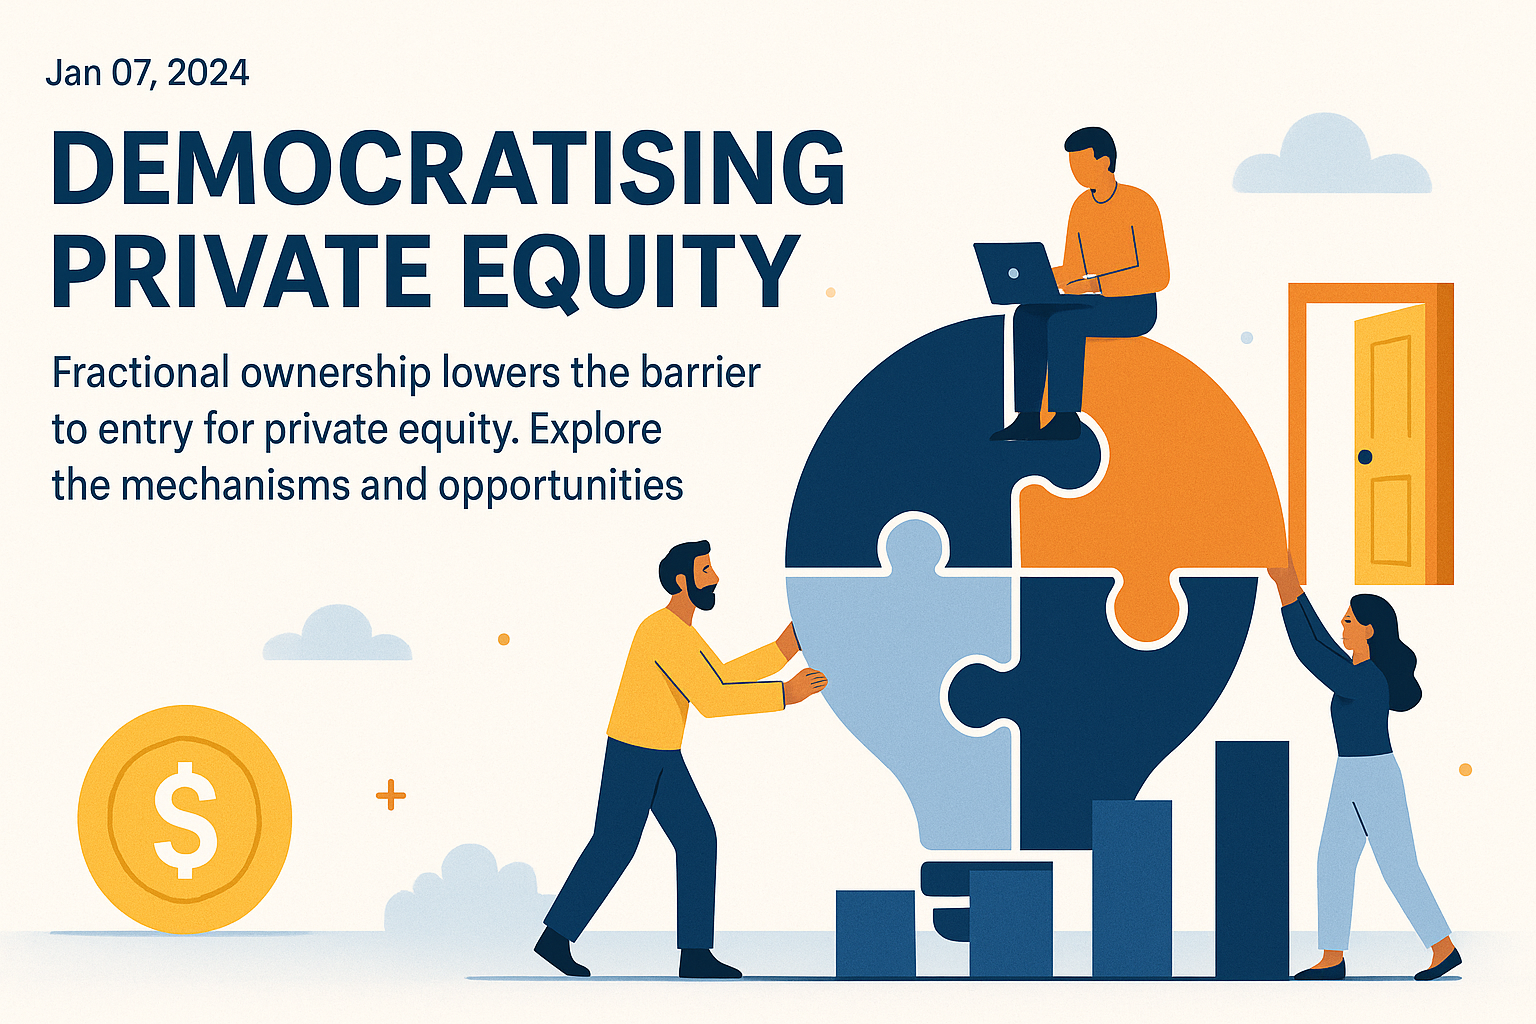 Jan 07, 2024
DEMOCRATISING
PRIVATE EQUITY
Fractional ownership lowers the barrier
to entry for private equity. Explore
the mechanisms and opportunities
$